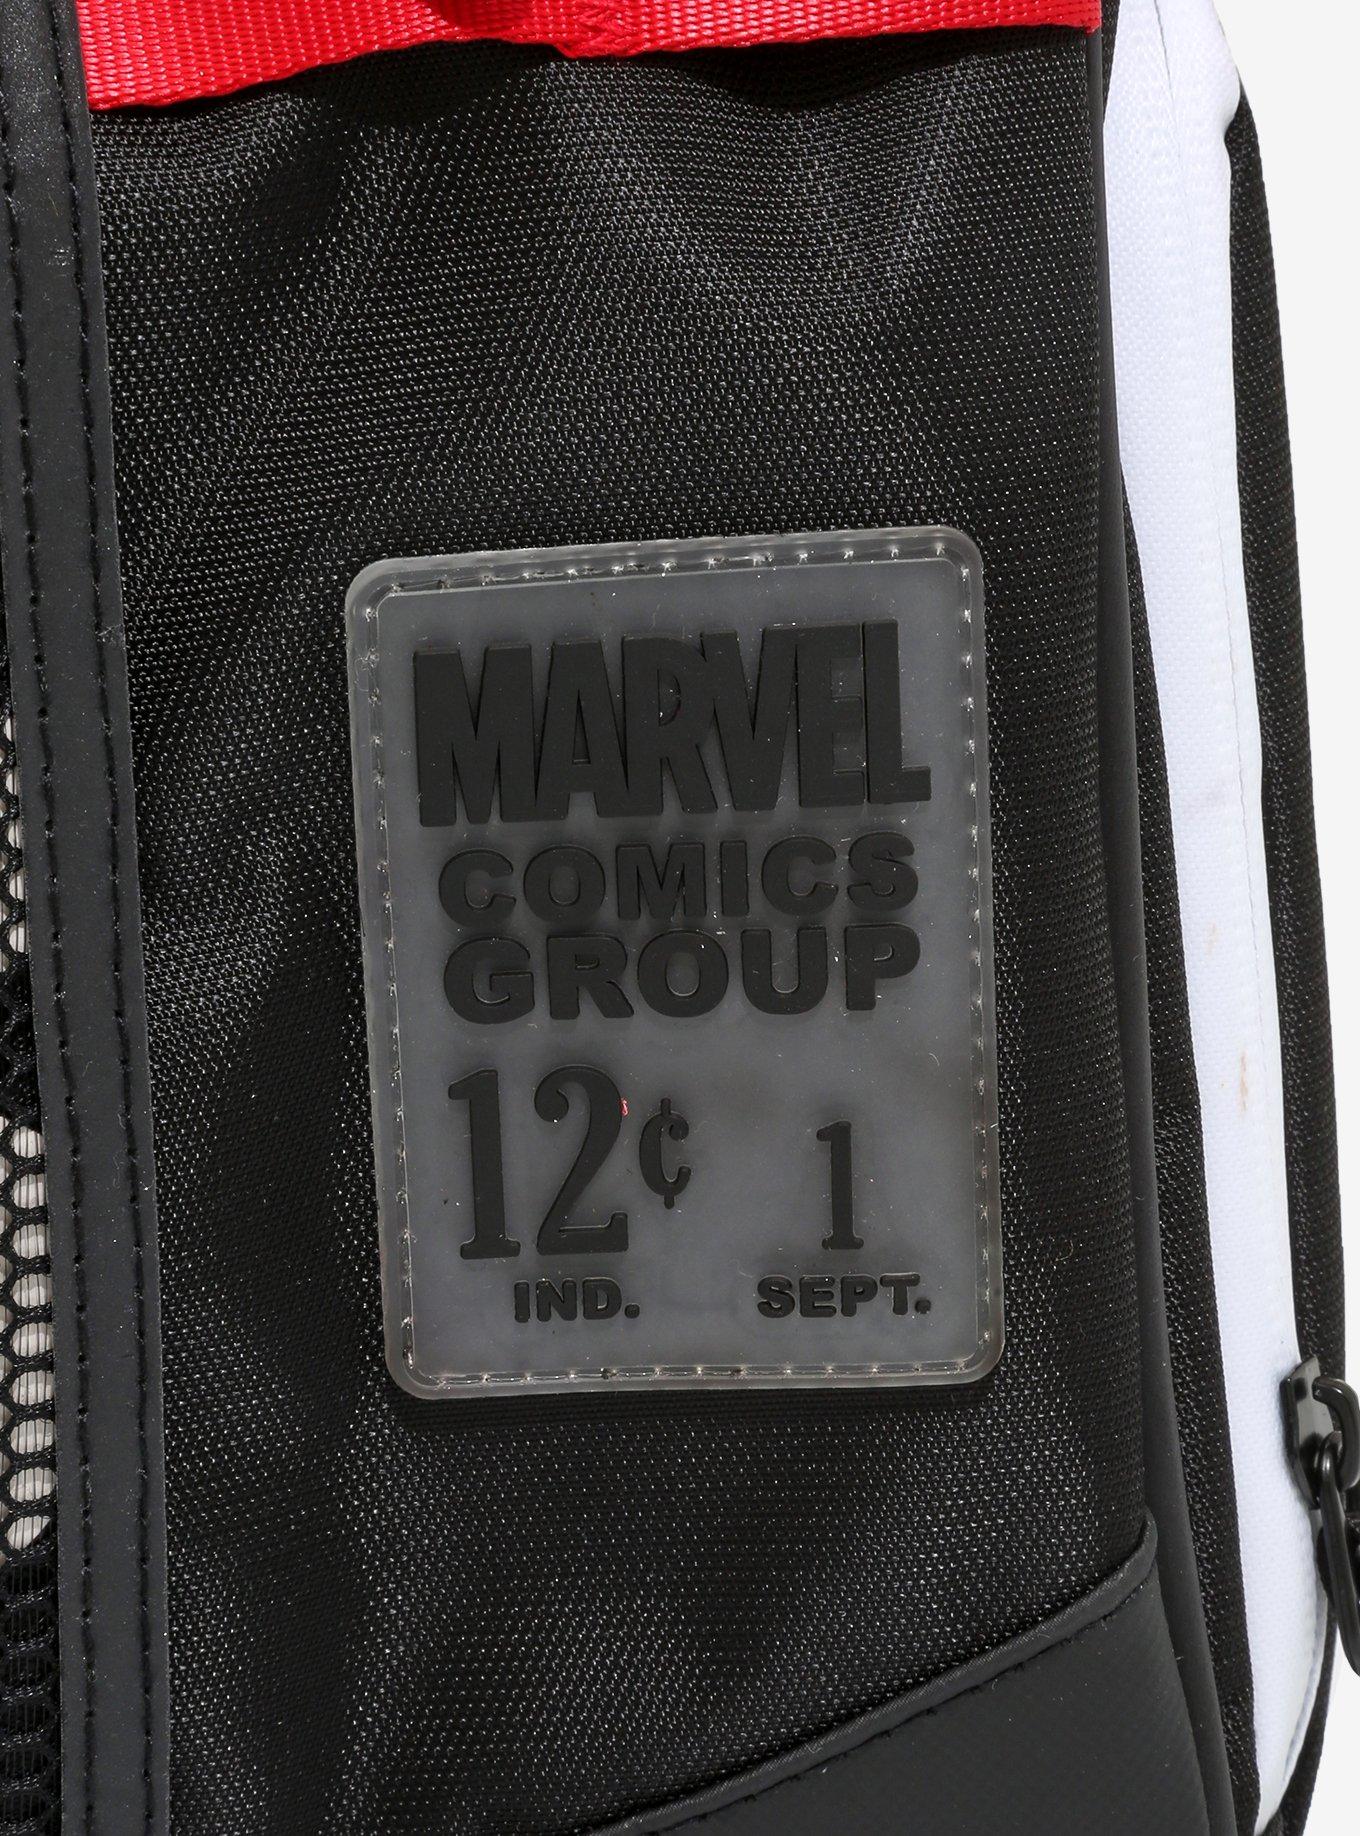 MARVEL
COMICS
GROUP
12¢ 1
IND. SEPT.